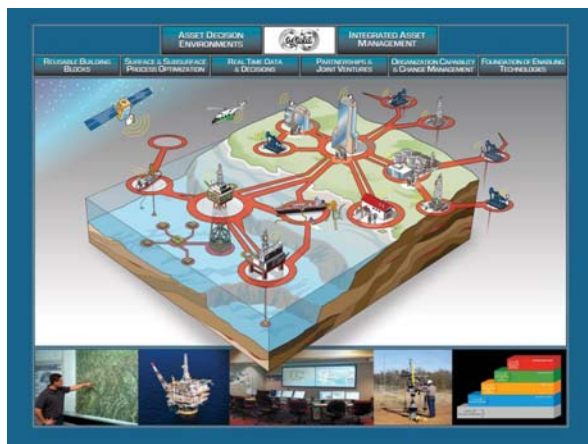 ASSET DECISION
ENVIRONMENTS
INTEGRATED ASSET
MANAGEMENT
REUSABLE BUILDING
BLOCKS
SURFACE & SUBSURFACE
PROCESS OPTIMIZATION
REAL TIME DATA
& DECISIONS
PARTNERSHIPS &
JOINT VENTURES
ORGANIZATION CAPABILITY
& CHANGE MANAGEMENT
FOUNDATION OF ENABLING
TECHNOLOGIES